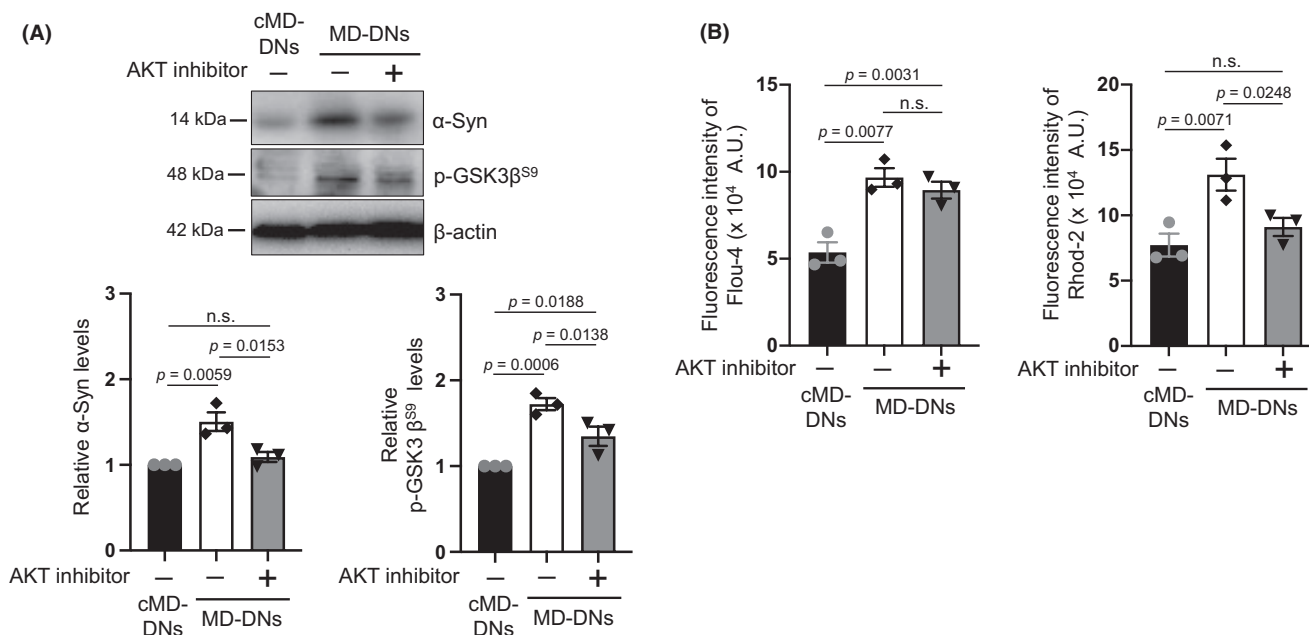 (A)
cMD-
DNs
MD-DNs
AKT inhibitor – – +
14 kDa α-Syn
48 kDa p-GSK3β^S9
42 kDa β-actin
Relative α-Syn levels
3
2
1
0
n.s.
p = 0.0153
p = 0.0059
AKT inhibitor – – +
cMD-
DNs
MD-DNs
Relative
p-GSK3 β^S9 levels
3
2
1
0
p = 0.0188
p = 0.0138
p = 0.0006
AKT inhibitor – – +
cMD-
DNs
MD-DNs
(B)
Fluorescence intensity of
Flou-4 (x 10^4 A.U.)
15
10
5
0
p = 0.0031
n.s.
p = 0.0077
AKT inhibitor – – +
cMD-
DNs
MD-DNs
Fluorescence intensity of
Rhod-2 (x 10^4 A.U.)
20
15
10
5
0
n.s.
p = 0.0248
p = 0.0071
AKT inhibitor – – +
cMD-
DNs
MD-DNs